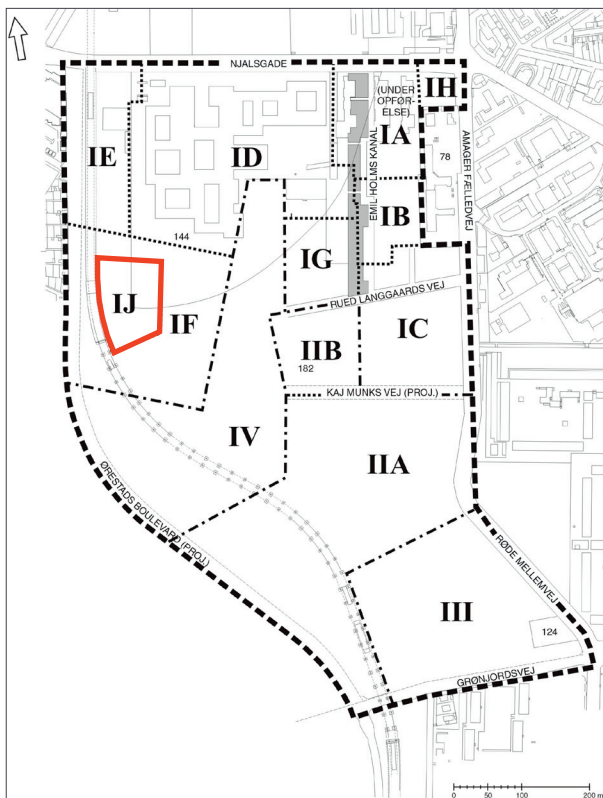 NJALSGADE
IH
(UNDER
OPFØR-
ELSE)
IA
EMIL HOLMS KANAL
AMAGER FÆLLEDVEJ
78
IE
ID
IB
144
IG
IJ
IF
RUED LANGGAARDS VEJ
IIB
182
IC
KAJ MUNKS VEJ (PROJ.)
IV
IIA
ØRESTADS BOULEVARD (PROJ.)
RØDE MELLEMVEJ
III
124
GRØNJORDSVEJ
0 50 100 200 m